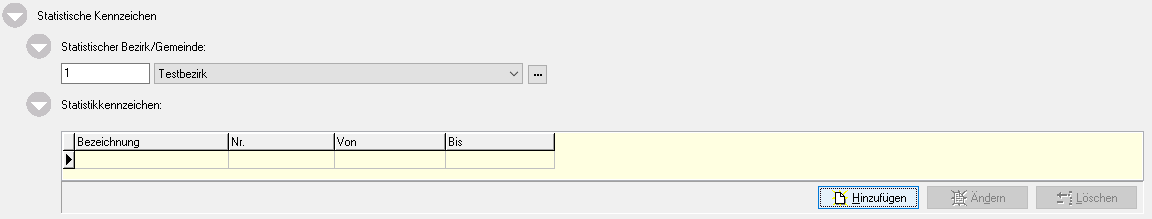 Statistische Kennzeichen
Statistischer Bezirk/Gemeinde:
1 Testbezirk ...
Statistikkennzeichen:
Bezeichnung Nr. Von Bis
Hinzufügen Ändern Löschen